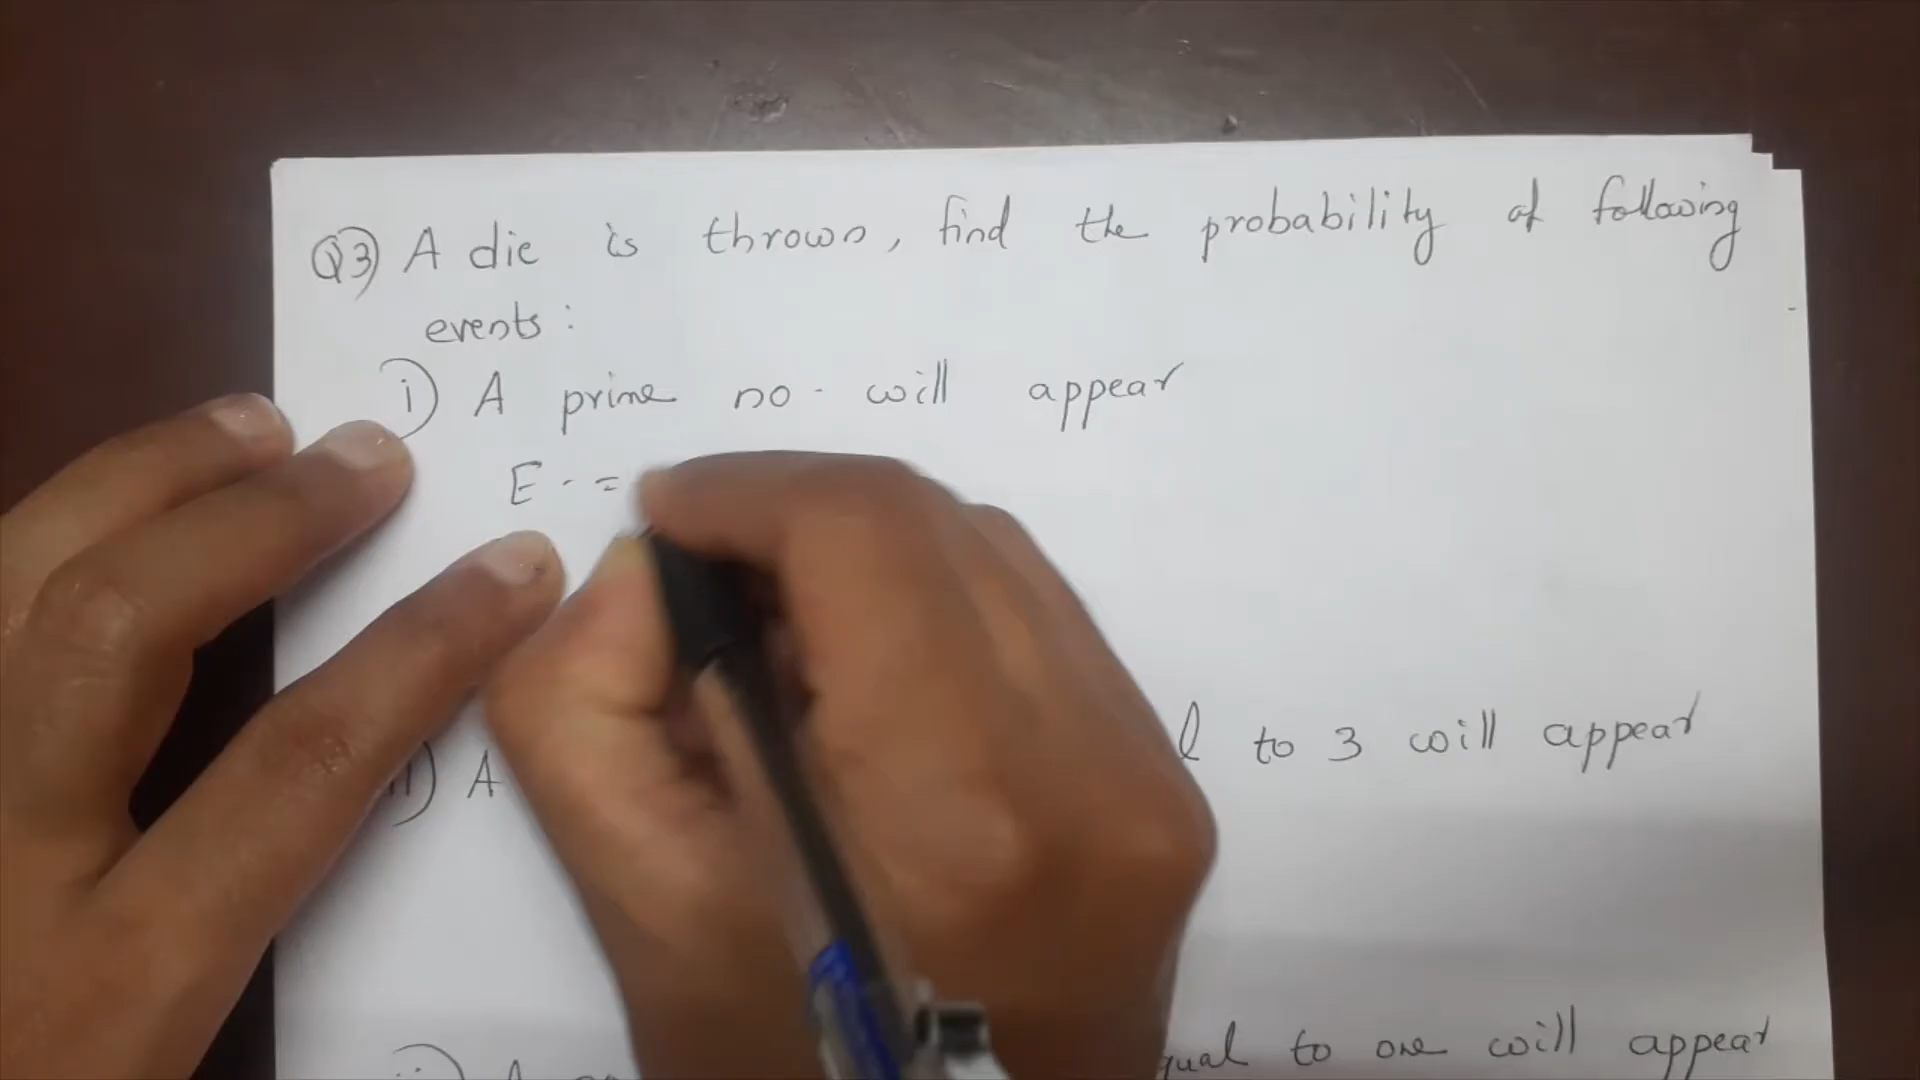 Q3) A die is thrown, find the probability of following
events :
i) A prime no. will appear
E. =
ii) A to 3 will appear
to one will appear